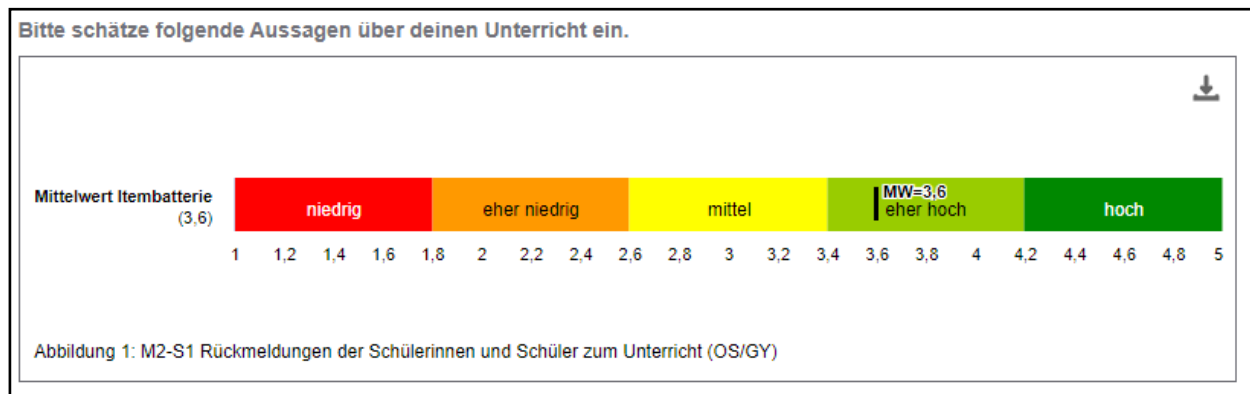 Bitte schätze folgende Aussagen über deinen Unterricht ein.
Mittelwert Itembatterie
(3,6)
niedrig
eher niedrig
mittel
MW=3,6
eher hoch
hoch
1 1,2 1,4 1,6 1,8 2 2,2 2,4 2,6 2,8 3 3,2 3,4 3,6 3,8 4 4,2 4,4 4,6 4,8 5
Abbildung 1: M2-S1 Rückmeldungen der Schülerinnen und Schüler zum Unterricht (OS/GY)